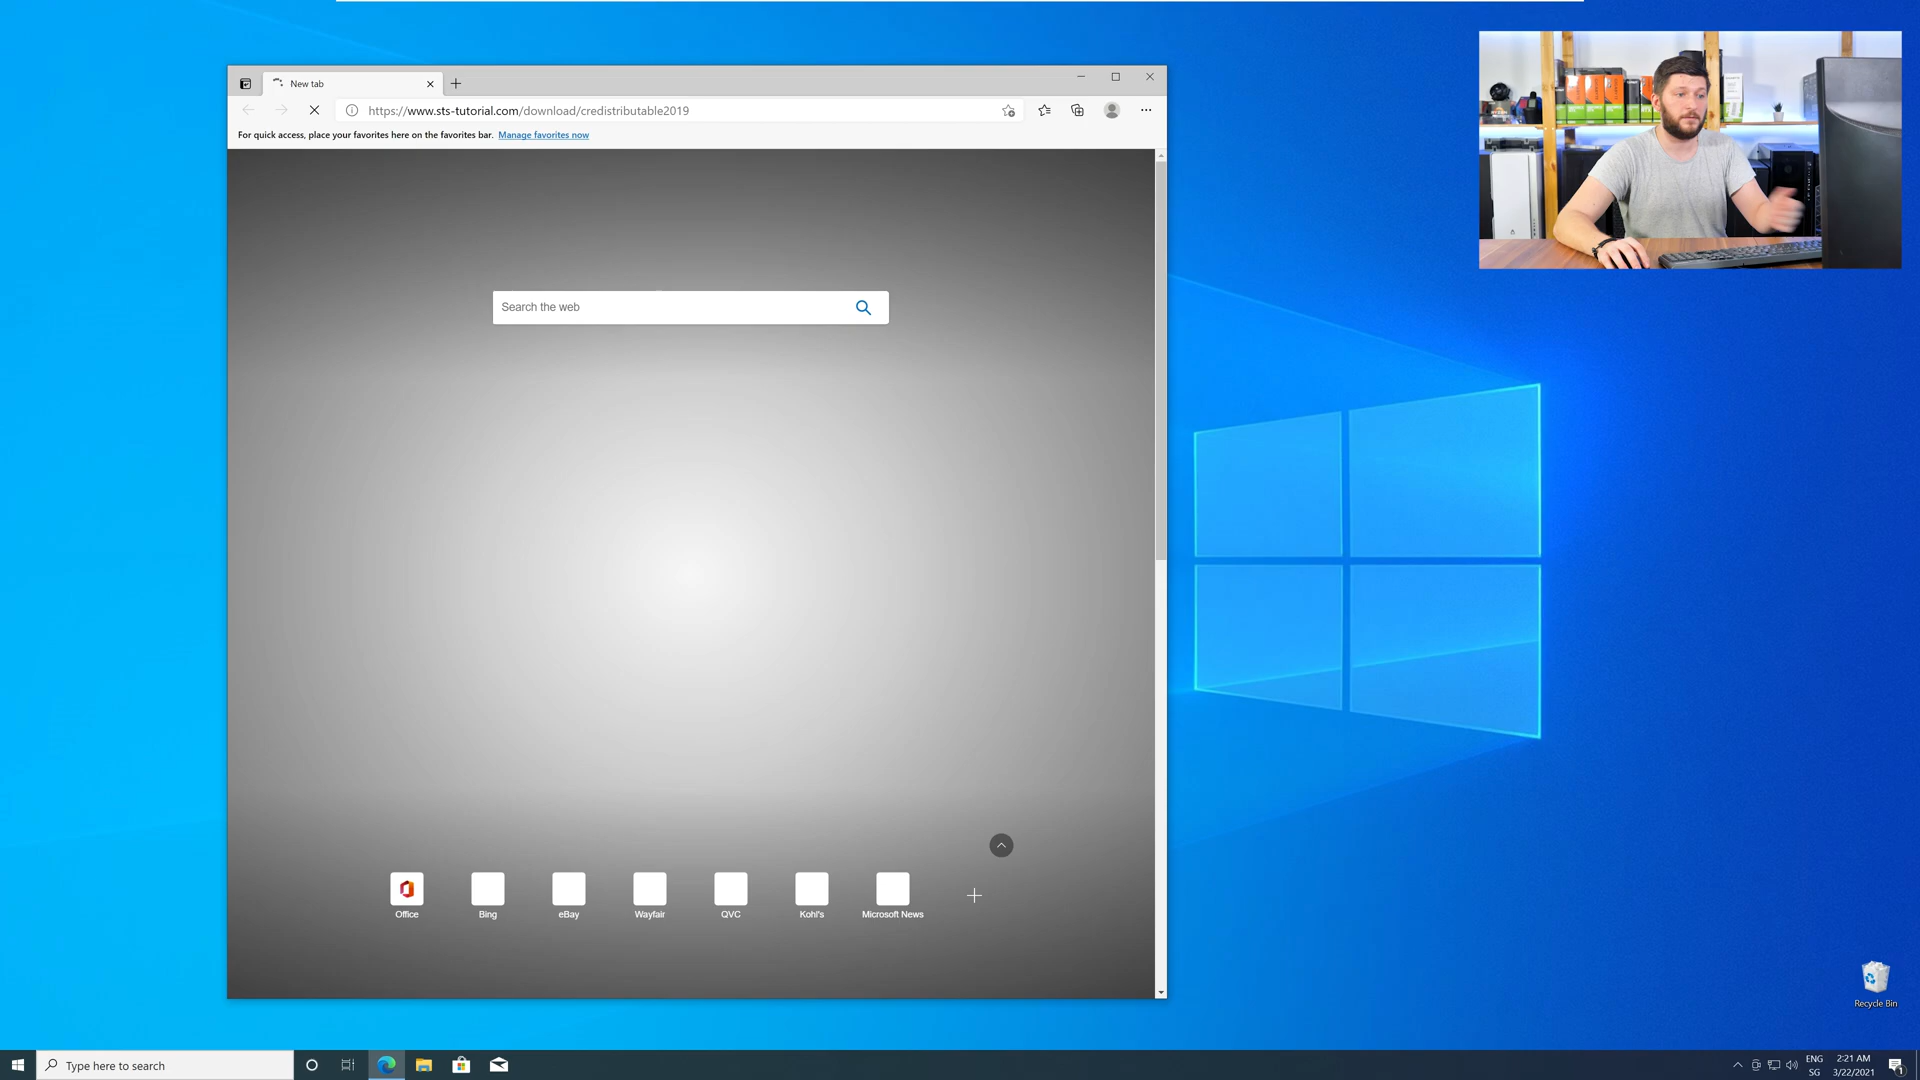 New tab
https://www.sts-tutorial.com/download/credistributable2019
For quick access, place your favorites here on the favorites bar. Manage favorites now
Search the web
Office
Bing
eBay
Wayfair
QVC
Kohl's
Microsoft News
Recycle Bin
Type here to search
ENG
SG
2:21 AM
3/22/2021
1